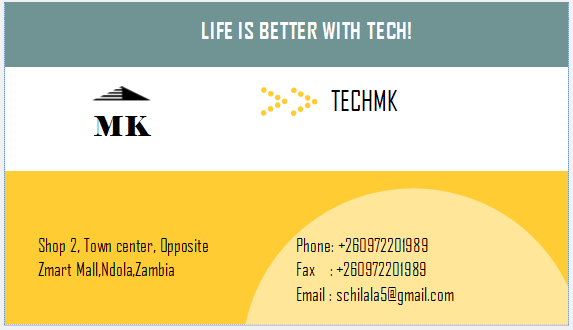 LIFE IS BETTER WITH TECH!
MK
TECHMK
Shop 2, Town center, Opposite
Zmart Mall,Ndola,Zambia
Phone: +260972201989
Fax : +260972201989
Email : schilala5@gmail.com